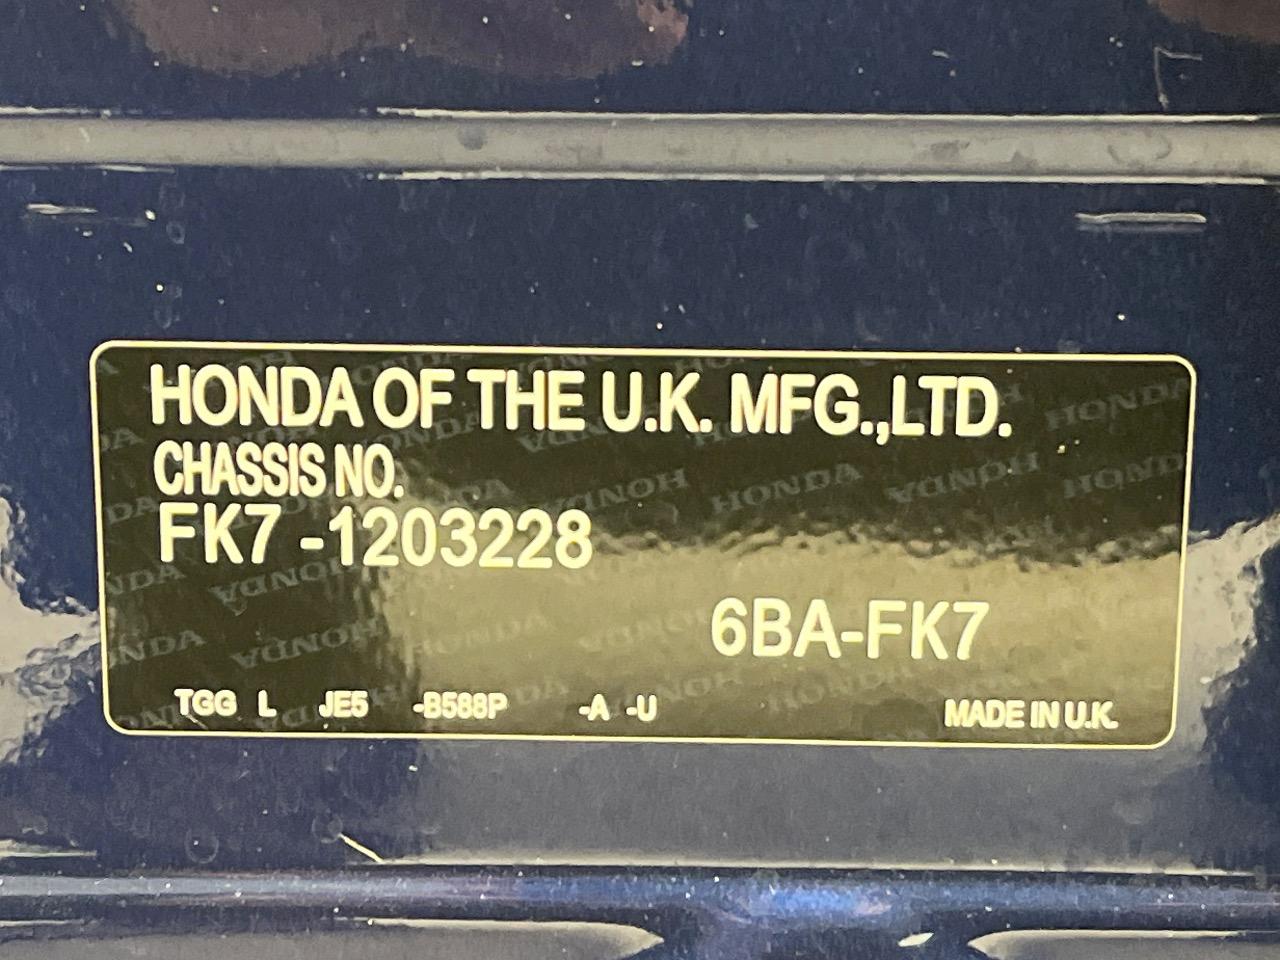 HONDA OF THE U.K. MFG.,LTD.
CHASSIS NO.
FK7 -1203228
6BA-FK7
TGG L JE5 -B588P -A -U MADE IN U.K.